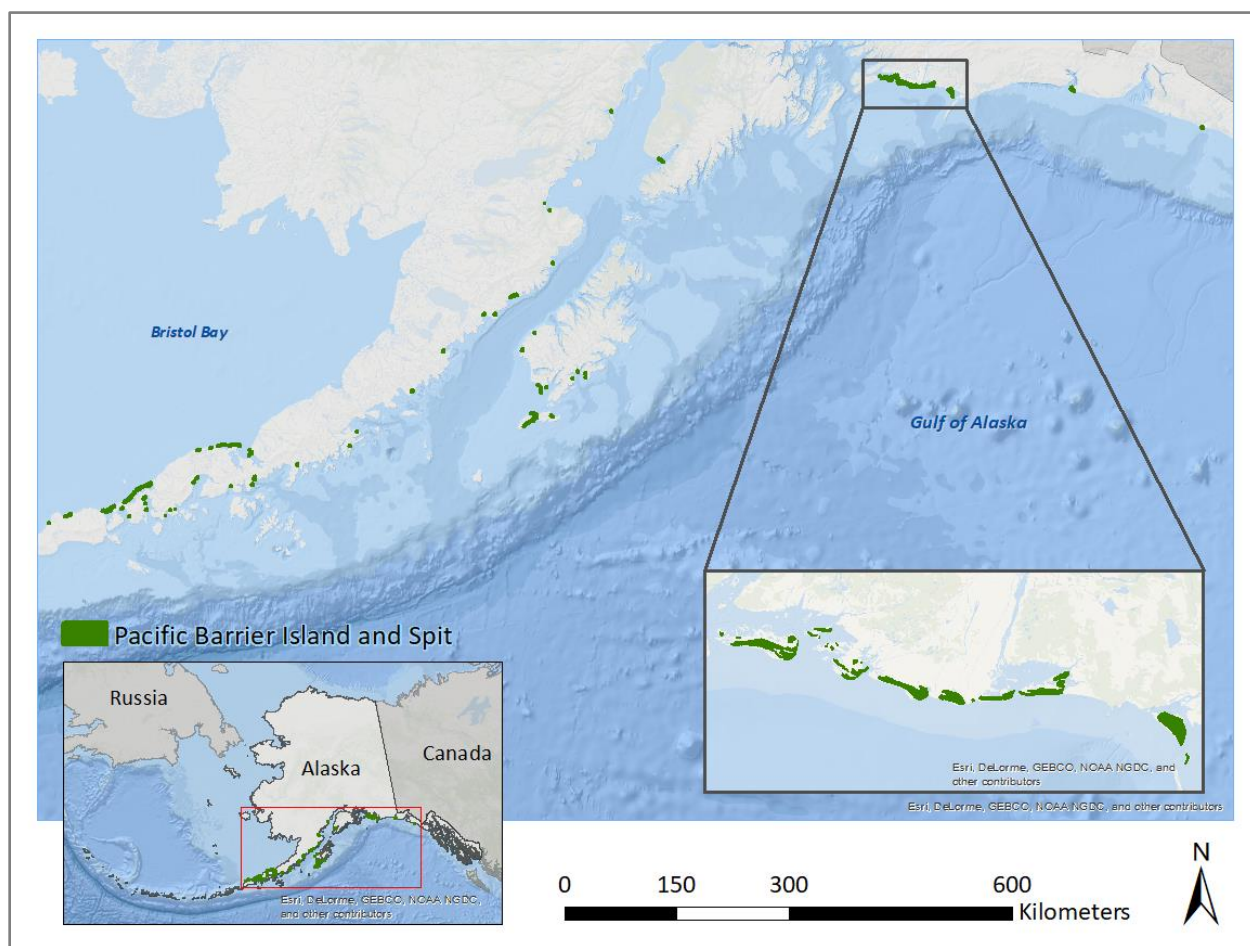 Bristol Bay
Gulf of Alaska
Pacific Barrier Island and Spit
Russia
Alaska
Canada
Esri, DeLorme, GEBCO, NOAA NGDC,
and other contributors
Esri, DeLorme, GEBCO, NOAA NGDC, and
other contributors
Esri, DeLorme, GEBCO, NOAA NGDC, and other contributors
0 150 300 600
Kilometers
N